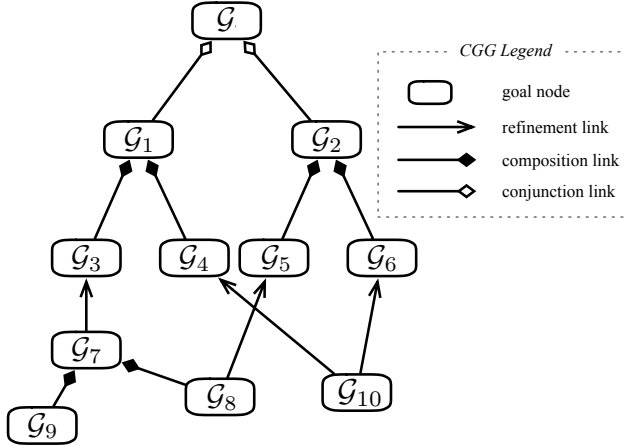 𝒢
CGG Legend
goal node
refinement link
composition link
conjunction link
𝒢₁
𝒢₂
𝒢₃
𝒢₄
𝒢₅
𝒢₆
𝒢₇
𝒢₈
𝒢₁₀
𝒢₉